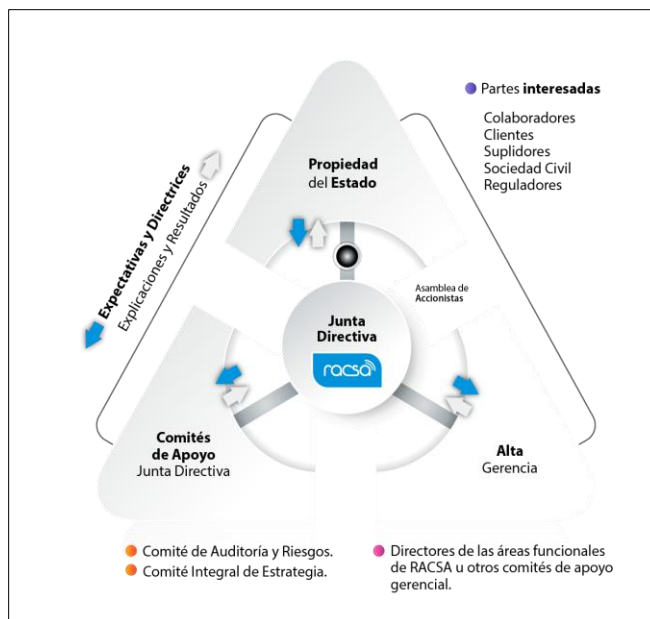 Partes interesadas
Colaboradores
Clientes
Suplidores
Sociedad Civil
Reguladores
Expectativas y Directrices
Explicaciones y Resultados
Propiedad
del Estado
Asamblea de
Accionistas
Junta
Directiva
racsa
Comités
de Apoyo
Junta Directiva
Alta
Gerencia
Comité de Auditoría y Riesgos.
Comité Integral de Estrategia.
Directores de las áreas funcionales
de RACSA u otros comités de apoyo
gerencial.